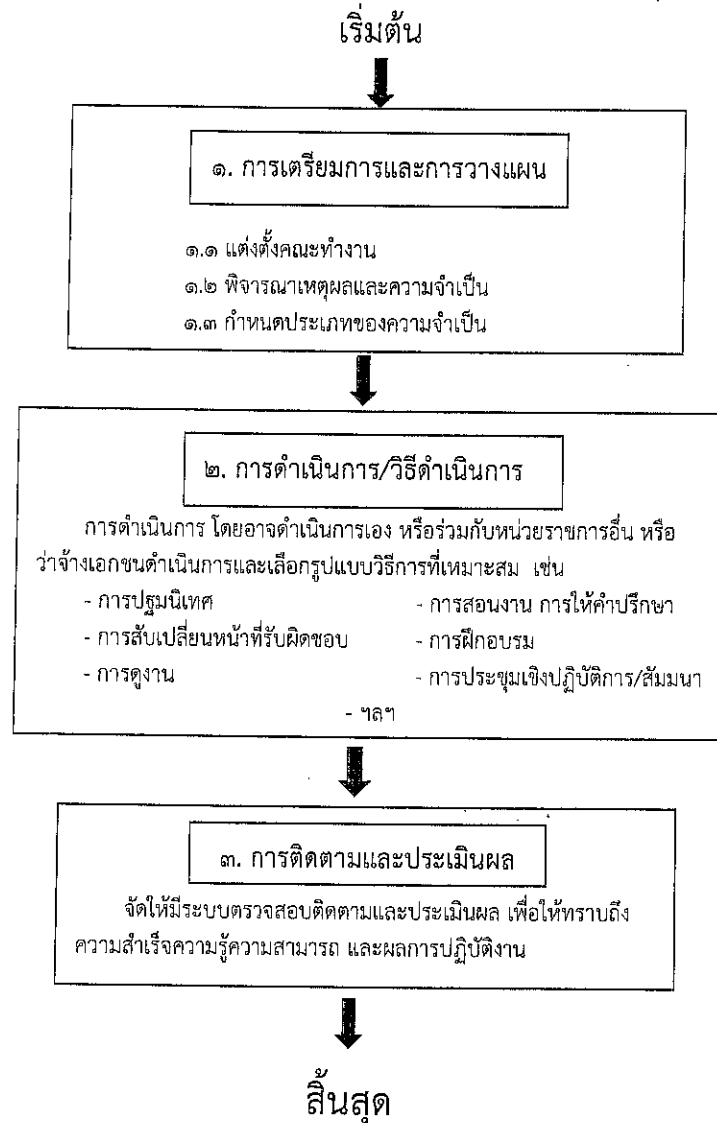 เริ่มต้น
๑. การเตรียมการและการวางแผน
๑.๑ แต่งตั้งคณะทำงาน
๑.๒ พิจารณาเหตุผลและความจำเป็น
๑.๓ กำหนดประเภทของความจำเป็น
๒. การดำเนินการ/วิธีดำเนินการ
การดำเนินการ โดยอาจดำเนินการเอง หรือร่วมกับหน่วยราชการอื่น หรือ
ว่าจ้างเอกชนดำเนินการและเลือกรูปแบบวิธีการที่เหมาะสม เช่น
- การปฐมนิเทศ - การสอนงาน การให้คำปรึกษา
- การสับเปลี่ยนหน้าที่รับผิดชอบ - การฝึกอบรม
- การดูงาน - การประชุมเชิงปฏิบัติการ/สัมมนา
- ฯลฯ
๓. การติดตามและประเมินผล
จัดให้มีระบบตรวจสอบติดตามและประเมินผล เพื่อให้ทราบถึง
ความสำเร็จความรู้ความสามารถ และผลการปฏิบัติงาน
สิ้นสุด